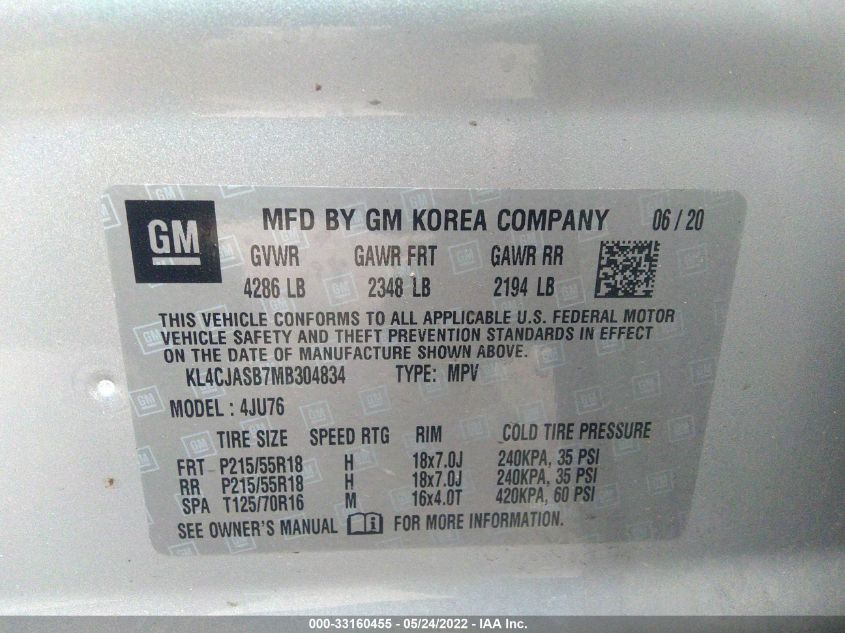 GM MFD BY GM KOREA COMPANY 06 / 20
GVWR GAWR FRT GAWR RR
4286 LB 2348 LB 2194 LB
THIS VEHICLE CONFORMS TO ALL APPLICABLE U.S. FEDERAL MOTOR
VEHICLE SAFETY AND THEFT PREVENTION STANDARDS IN EFFECT
ON THE DATE OF MANUFACTURE SHOWN ABOVE.
KL4CJASB7MB304834 TYPE: MPV
MODEL : 4JU76
TIRE SIZE SPEED RTG RIM COLD TIRE PRESSURE
FRT P215/55R18 H 18x7.0J 240KPA, 35 PSI
RR P215/55R18 H 18x7.0J 240KPA, 35 PSI
SPA T125/70R16 M 16x4.0T 420KPA, 60 PSI
SEE OWNER'S MANUAL FOR MORE INFORMATION.
000-33160455 - 05/24/2022 - IAA Inc.